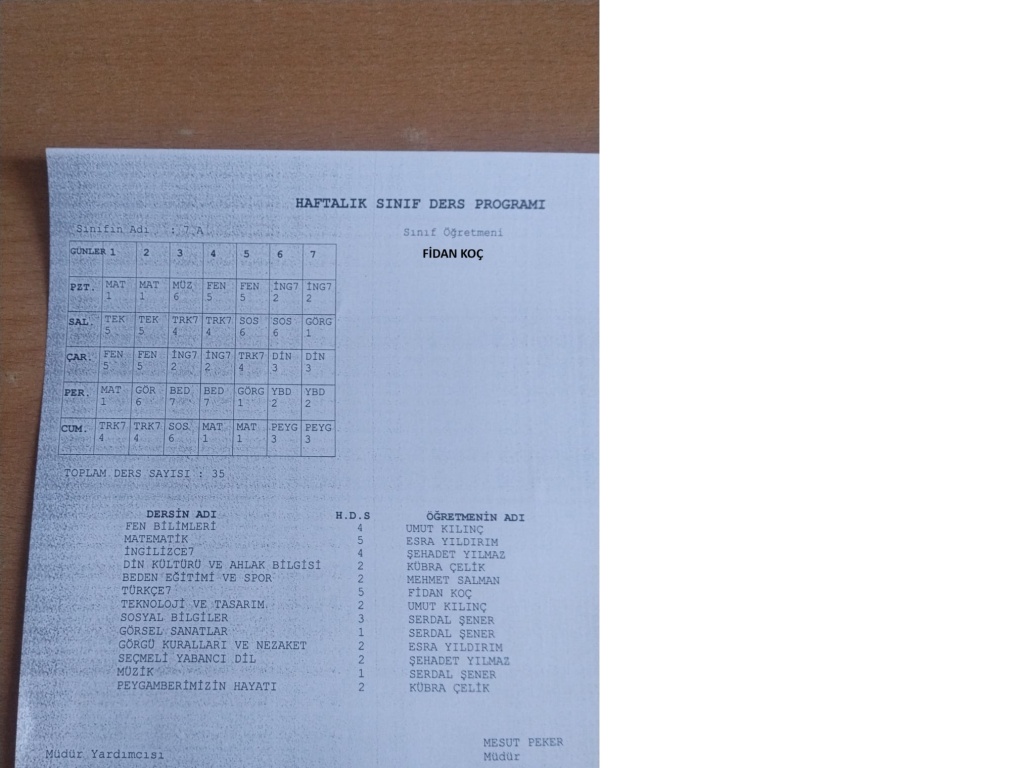 HAFTALIK SINIF DERS PROGRAMI
Sınıfın Adı : 7 A
Sınıf Öğretmeni
FİDAN KOÇ
GÜNLER 1 2 3 4 5 6 7
PZT. MAT 1 MAT 1 MÜZ 6 FEN 5 FEN 5 İNG7 2 İNG7 2
SAL. TEK 5 TEK 5 TRK7 4 TRK7 4 SOS 6 SOS 6 GÖRG 1
ÇAR. FEN 5 FEN 5 İNG7 2 İNG7 2 TRK7 4 DİN 3 DİN 3
PER. MAT 1 GÖR 6 BED 7 BED 7 GÖRG 1 YBD 2 YBD 2
CUM. TRK7 4 TRK7 4 SOS 6 MAT 1 MAT 1 PEYG 3 PEYG 3
TOPLAM DERS SAYISI : 35
DERSİN ADI H.D.S ÖĞRETMENİN ADI
FEN BİLİMLERİ 4 UMUT KILINÇ
MATEMATİK 5 ESRA YILDIRIM
İNGİLİZCE7 4 ŞEHADET YILMAZ
DİN KÜLTÜRÜ VE AHLAK BİLGİSİ 2 KÜBRA ÇELİK
BEDEN EĞİTİMİ VE SPOR 2 MEHMET SALMAN
TÜRKÇE7 5 FİDAN KOÇ
TEKNOLOJİ VE TASARIM 2 UMUT KILINÇ
SOSYAL BİLGİLER 3 SERDAL ŞENER
GÖRSEL SANATLAR 1 SERDAL ŞENER
GÖRGÜ KURALLARI VE NEZAKET 2 ESRA YILDIRIM
SEÇMELİ YABANCI DİL 2 ŞEHADET YILMAZ
MÜZİK 1 SERDAL ŞENER
PEYGAMBERİMİZİN HAYATI 2 KÜBRA ÇELİK
MESUT PEKER
Müdür Yardımcısı Müdür